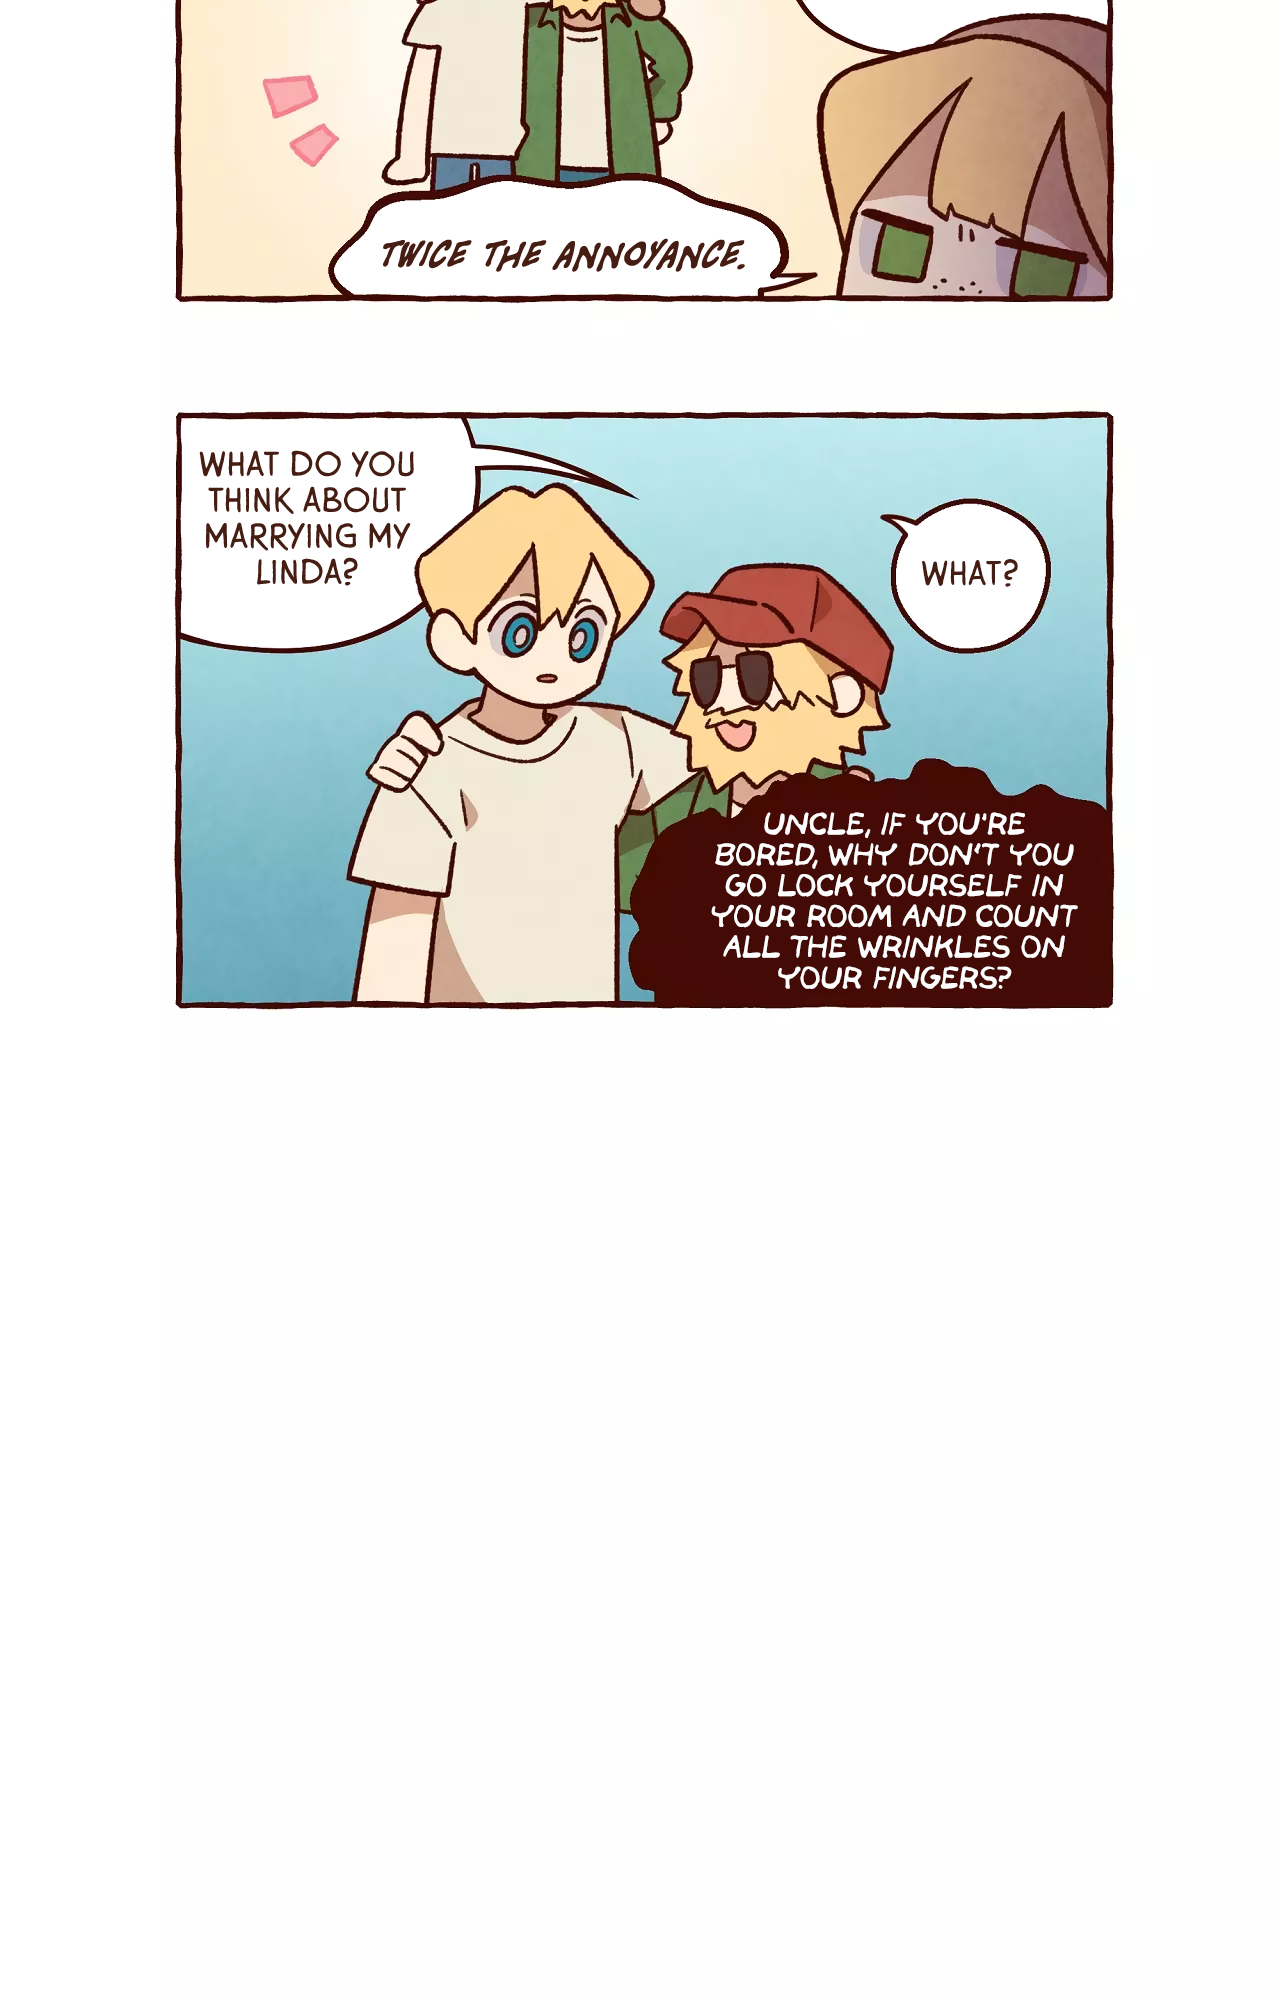 TWICE THE ANNOYANCE.
WHAT DO YOU
THINK ABOUT
MARRYING MY
LINDA?
WHAT?
UNCLE, IF YOU'RE
BORED, WHY DON'T YOU
GO LOCK YOURSELF IN
YOUR ROOM AND COUNT
ALL THE WRINKLES ON
YOUR FINGERS?